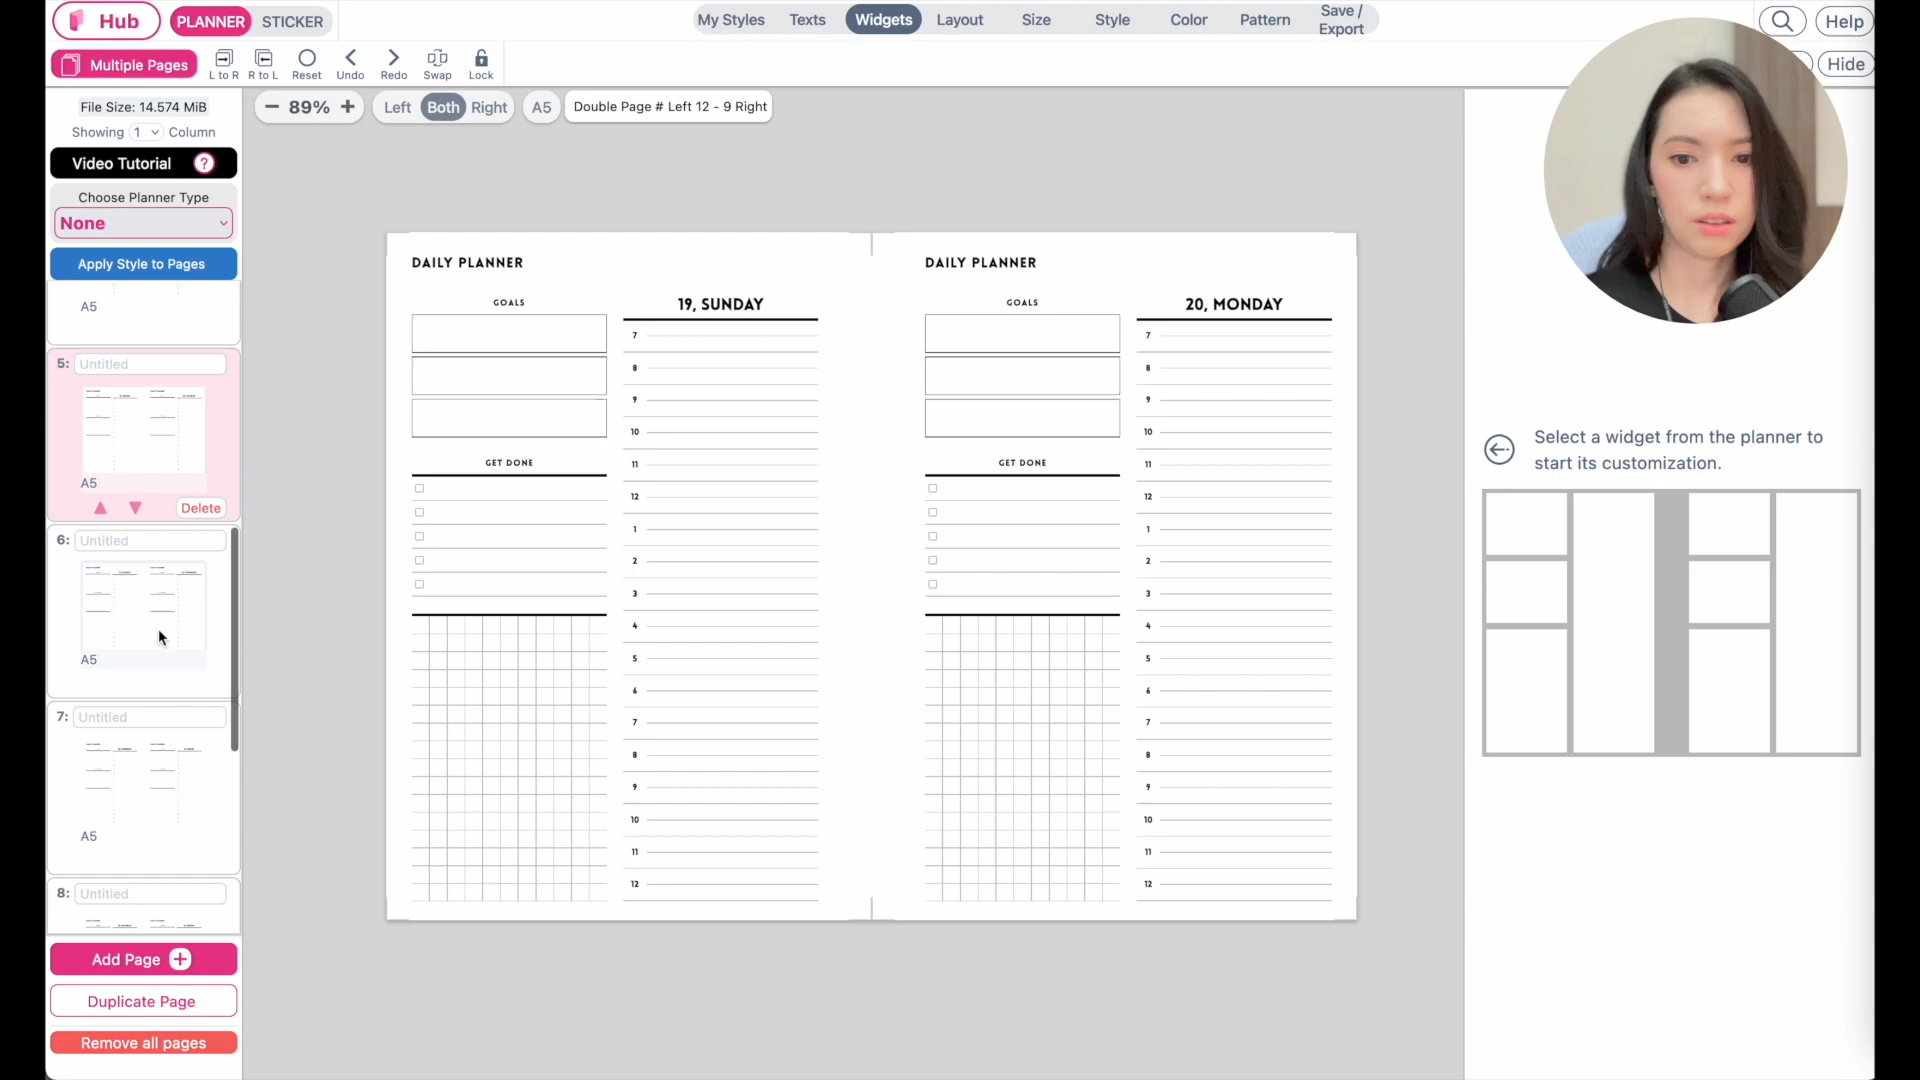 Hub
PLANNER
STICKER
My Styles
Texts
Widgets
Layout
Size
Style
Color
Pattern
Save /
Export
Help
Multiple Pages
L to R
R to L
Reset
Undo
Redo
Swap
Lock
Hide
File Size: 14.574 MiB
Showing 1 Column
Video Tutorial ?
Choose Planner Type
None
Apply Style to Pages
89%
Left
Both
Right
A5
Double Page # Left 12 - 9 Right
A5
5: Untitled
A5
Delete
6: Untitled
A5
7: Untitled
A5
8: Untitled
Add Page
Duplicate Page
Remove all pages
DAILY PLANNER
GOALS
GET DONE
19, SUNDAY
7
8
9
10
11
12
1
2
3
4
5
6
7
8
9
10
11
12
DAILY PLANNER
GOALS
GET DONE
20, MONDAY
7
8
9
10
11
12
1
2
3
4
5
6
7
8
9
10
11
12
Select a widget from the planner to
start its customization.